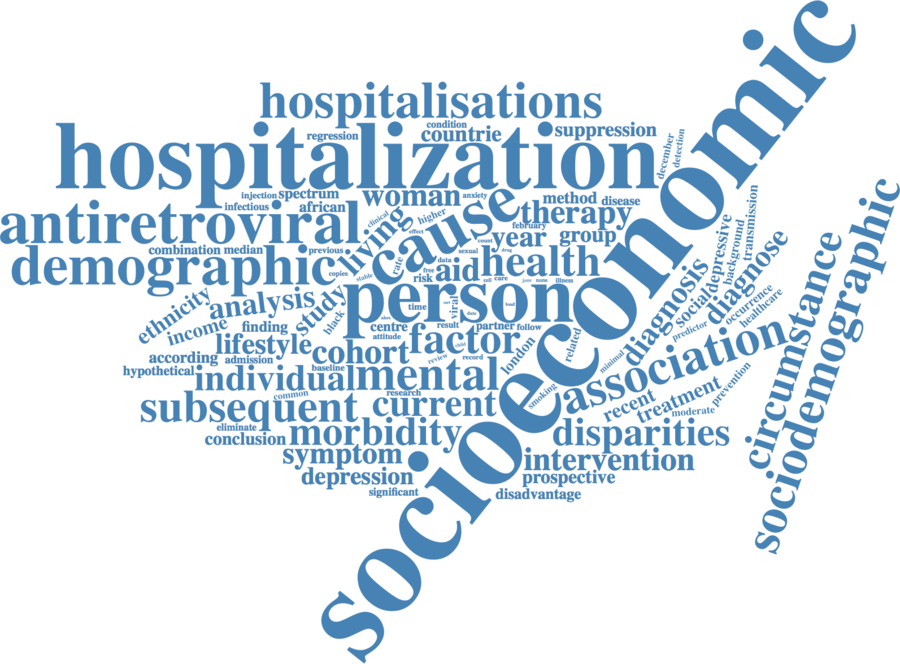 socioeconomic
hospitalisations
condition
countrie
suppression
regression
hospitalization
december
detection
injection
spectrum
woman
anxiety
method
disease
infectious
african
clinical
higher
therapy
antiretroviral
living
cause
effect
february
year
group
combination
median
previous
count
drug
sexual
demographic
copies
stable
rate
data
free
risk
aid
health
cell
care
illness
person
ethnicity
income
analysis
study
black
time
viral
date
load
finding
centre
attitude
result
partner
follow
lifestyle
cohort
factor
child
review
record
london
related
according
admission
hypothetical
baseline
individual
mental
common
research
smoking
minimal
subsequent
current
eliminate
conclusion
morbidity
symptom
depression
significant
disparities
intervention
prospective
disadvantage
association
recent
treatment
moderate
prevention
diagnosis
social
depressive
background
transmission
diagnose
predictor
occurrence
healthcare
circumstance
sociodemographic